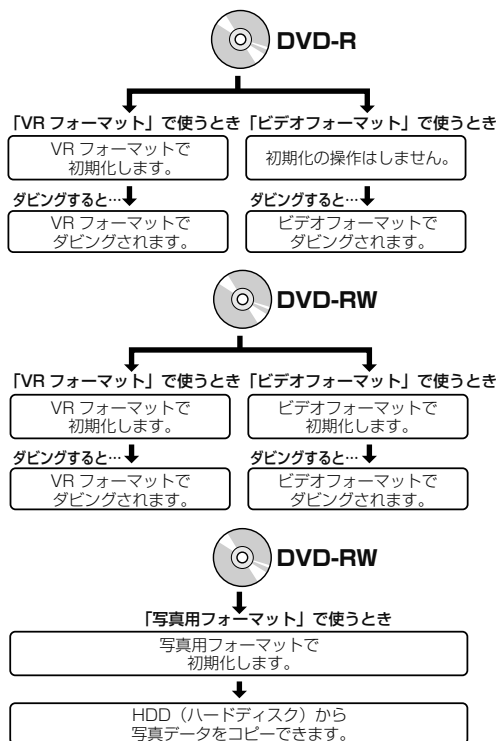 DVD-R
「VR フォーマット」で使うとき
「ビデオフォーマット」で使うとき
VR フォーマットで
初期化します。
初期化の操作はしません。
ダビングすると…
ダビングすると…
VR フォーマットで
ダビングされます。
ビデオフォーマットで
ダビングされます。
DVD-RW
「VR フォーマット」で使うとき
「ビデオフォーマット」で使うとき
VR フォーマットで
初期化します。
ビデオフォーマットで
初期化します。
ダビングすると…
ダビングすると…
VR フォーマットで
ダビングされます。
ビデオフォーマットで
ダビングされます。
DVD-RW
「写真用フォーマット」で使うとき
写真用フォーマットで
初期化します。
HDD（ハードディスク）から
写真データをコピーできます。